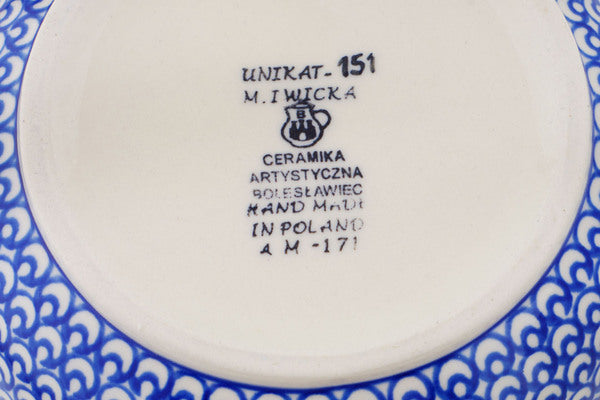 UNIKAT-151
M.IWICKA
B
CERAMIKA
ARTYSTYCZNA
BOLESŁAWIEC
HAND MADE
IN POLAND
A M -171